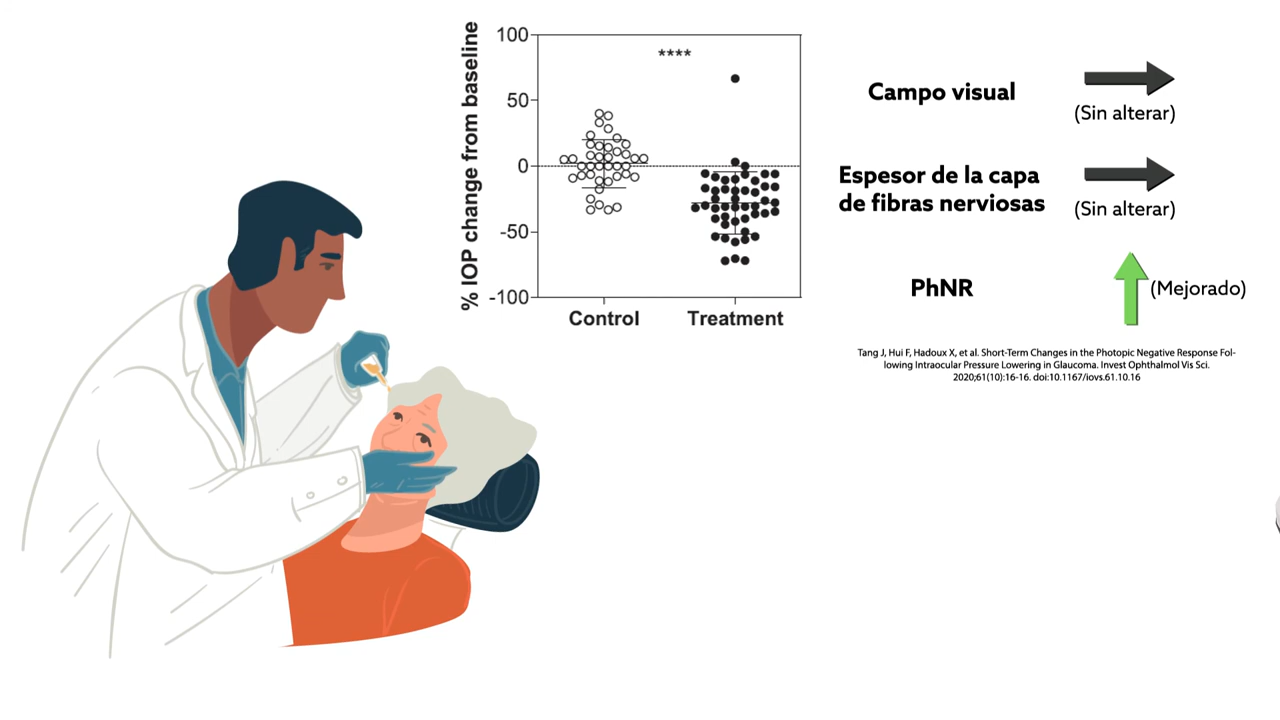 % IOP change from baseline
100
50
0
-50
-100
****
Control
Treatment
Campo visual
(Sin alterar)
Espesor de la capa
de fibras nerviosas
(Sin alterar)
PhNR
(Mejorado)
Tang J, Hui F, Hadoux X, et al. Short-Term Changes in the Photopic Negative Response Fol-
lowing Intraocular Pressure Lowering in Glaucoma. Invest Ophthalmol Vis Sci.
2020;61(10):16-16. doi:10.1167/iovs.61.10.16